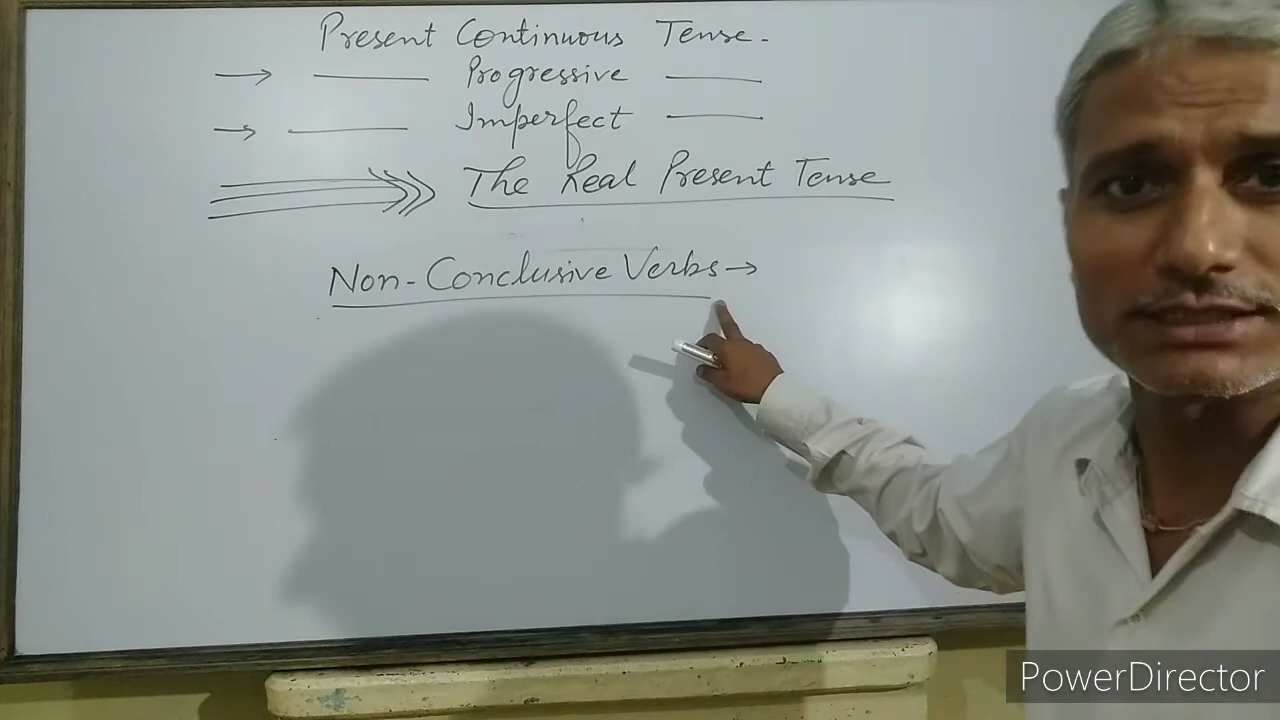 Present Continuous Tense.
→ —— Progressive ——
→ —— Imperfect ——
The Real Present Tense
Non-Conclusive Verbs→
PowerDirector